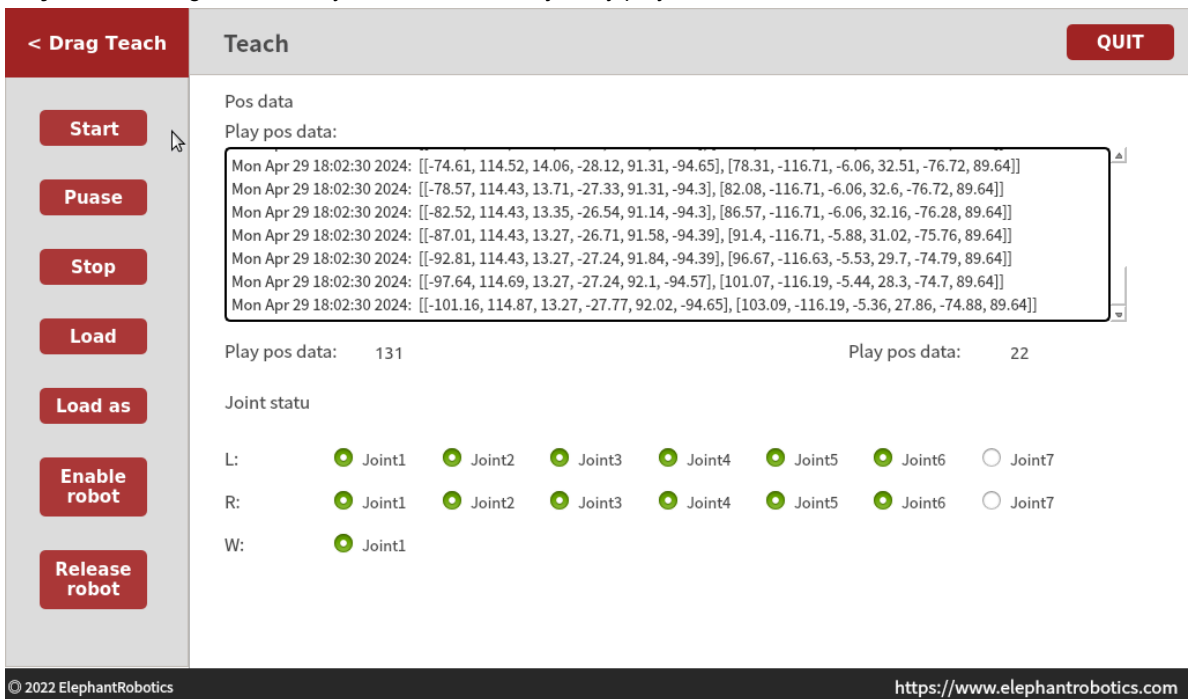 < Drag Teach
Teach
QUIT
Start
Puase
Stop
Load
Load as
Enable
robot
Release
robot
Pos data
Play pos data:
Mon Apr 29 18:02:30 2024: [[-74.61, 114.52, 14.06, -28.12, 91.31, -94.65], [78.31, -116.71, -6.06, 32.51, -76.72, 89.64]]
Mon Apr 29 18:02:30 2024: [[-78.57, 114.43, 13.71, -27.33, 91.31, -94.3], [82.08, -116.71, -6.06, 32.6, -76.72, 89.64]]
Mon Apr 29 18:02:30 2024: [[-82.52, 114.43, 13.35, -26.54, 91.14, -94.3], [86.57, -116.71, -6.06, 32.16, -76.28, 89.64]]
Mon Apr 29 18:02:30 2024: [[-87.01, 114.43, 13.27, -26.71, 91.58, -94.39], [91.4, -116.71, -5.88, 31.02, -75.76, 89.64]]
Mon Apr 29 18:02:30 2024: [[-92.81, 114.43, 13.27, -27.24, 91.84, -94.39], [96.67, -116.63, -5.53, 29.7, -74.79, 89.64]]
Mon Apr 29 18:02:30 2024: [[-97.64, 114.69, 13.27, -27.24, 92.1, -94.57], [101.07, -116.19, -5.44, 28.3, -74.7, 89.64]]
Mon Apr 29 18:02:30 2024: [[-101.16, 114.87, 13.27, -27.77, 92.02, -94.65], [103.09, -116.19, -5.36, 27.86, -74.88, 89.64]]
Play pos data: 131 Play pos data: 22
Joint statu
L: Joint1 Joint2 Joint3 Joint4 Joint5 Joint6 Joint7
R: Joint1 Joint2 Joint3 Joint4 Joint5 Joint6 Joint7
W: Joint1
© 2022 ElephantRobotics
https://www.elephantrobotics.com